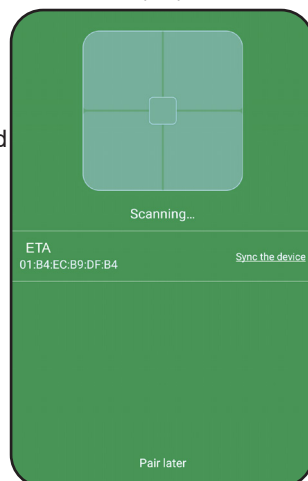 d
Scanning...
ETA
01:B4:EC:B9:DF:B4
Sync the device
Pair later